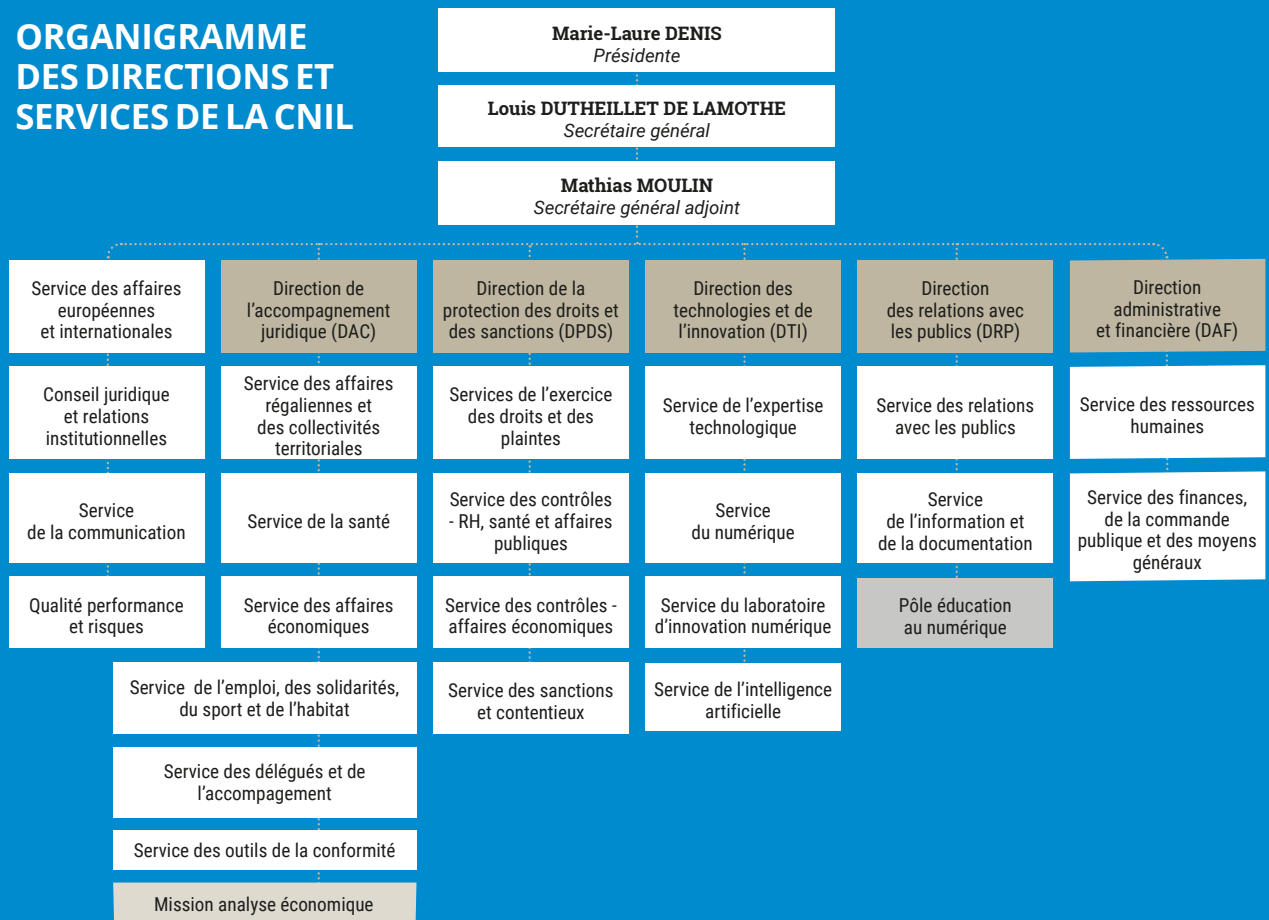 ORGANIGRAMME
DES DIRECTIONS ET
SERVICES DE LA CNIL
Marie-Laure DENIS
Présidente
Louis DUTHEILLET DE LAMOTHE
Secrétaire général
Mathias MOULIN
Secrétaire général adjoint
Service des affaires
européennes
et internationales
Conseil juridique
et relations
institutionnelles
Service
de la communication
Qualité performance
et risques
Direction de
l'accompagnement
juridique (DAC)
Service des affaires
régaliennes et
des collectivités
territoriales
Service de la santé
Service des affaires
économiques
Service de l'emploi, des solidarités,
du sport et de l'habitat
Service des délégués et de
l'accompagement
Service des outils de la conformité
Mission analyse économique
Direction de la
protection des droits et
des sanctions (DPDS)
Services de l'exercice
des droits et des
plaintes
Service des contrôles
- RH, santé et affaires
publiques
Service des contrôles -
affaires économiques
Service des sanctions
et contentieux
Direction des
technologies et de
l'innovation (DTI)
Service de l'expertise
technologique
Service
du numérique
Service du laboratoire
d'innovation numérique
Service de l'intelligence
artificielle
Direction
des relations avec
les publics (DRP)
Service des relations
avec les publics
Service
de l'information et
de la documentation
Pôle éducation
au numérique
Direction
administrative
et financière (DAF)
Service des ressources
humaines
Service des finances,
de la commande
publique et des moyens
généraux